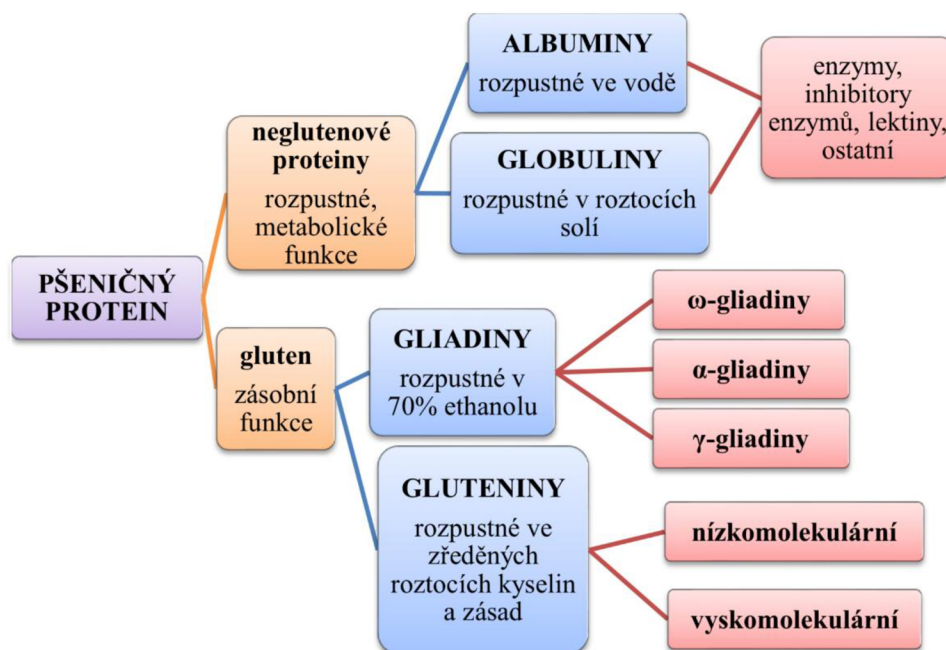 PŠENIČNÝ
PROTEIN
neglutenové
proteiny
rozpustné,
metabolické
funkce
gluten
zásobní
funkce
ALBUMINY
rozpustné ve vodě
GLOBULINY
rozpustné v roztocích
solí
GLIADINY
rozpustné v
70% ethanolu
GLUTENINY
rozpustné ve
zředěných
roztocích kyselin
a zásad
enzymy,
inhibitory
enzymů, lektiny,
ostatní
ω-gliadiny
α-gliadiny
γ-gliadiny
nízkomolekulární
vyskomolekulární